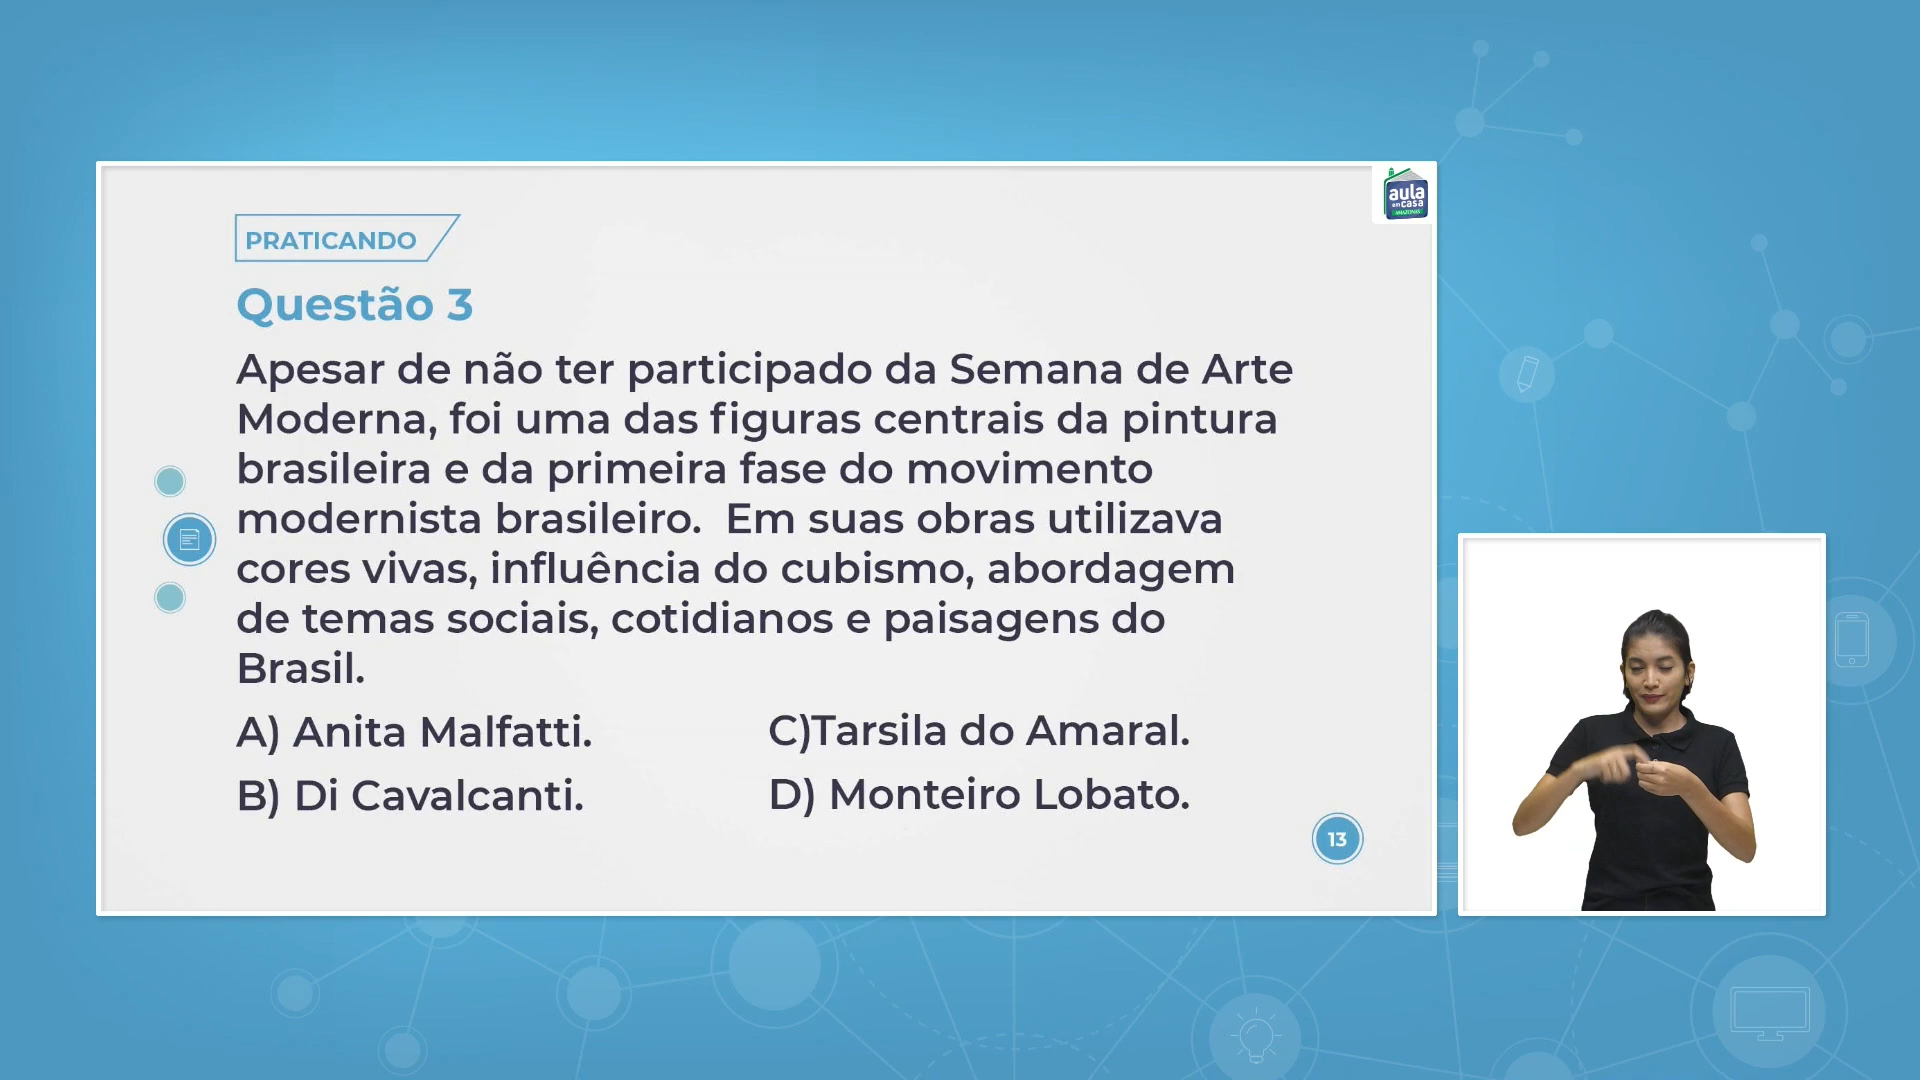 aula
em casa
AMAZONAS
PRATICANDO
Questão 3
Apesar de não ter participado da Semana de Arte
Moderna, foi uma das figuras centrais da pintura
brasileira e da primeira fase do movimento
modernista brasileiro.  Em suas obras utilizava
cores vivas, influência do cubismo, abordagem
de temas sociais, cotidianos e paisagens do
Brasil.
A) Anita Malfatti.
B) Di Cavalcanti.
C)Tarsila do Amaral.
D) Monteiro Lobato.
13